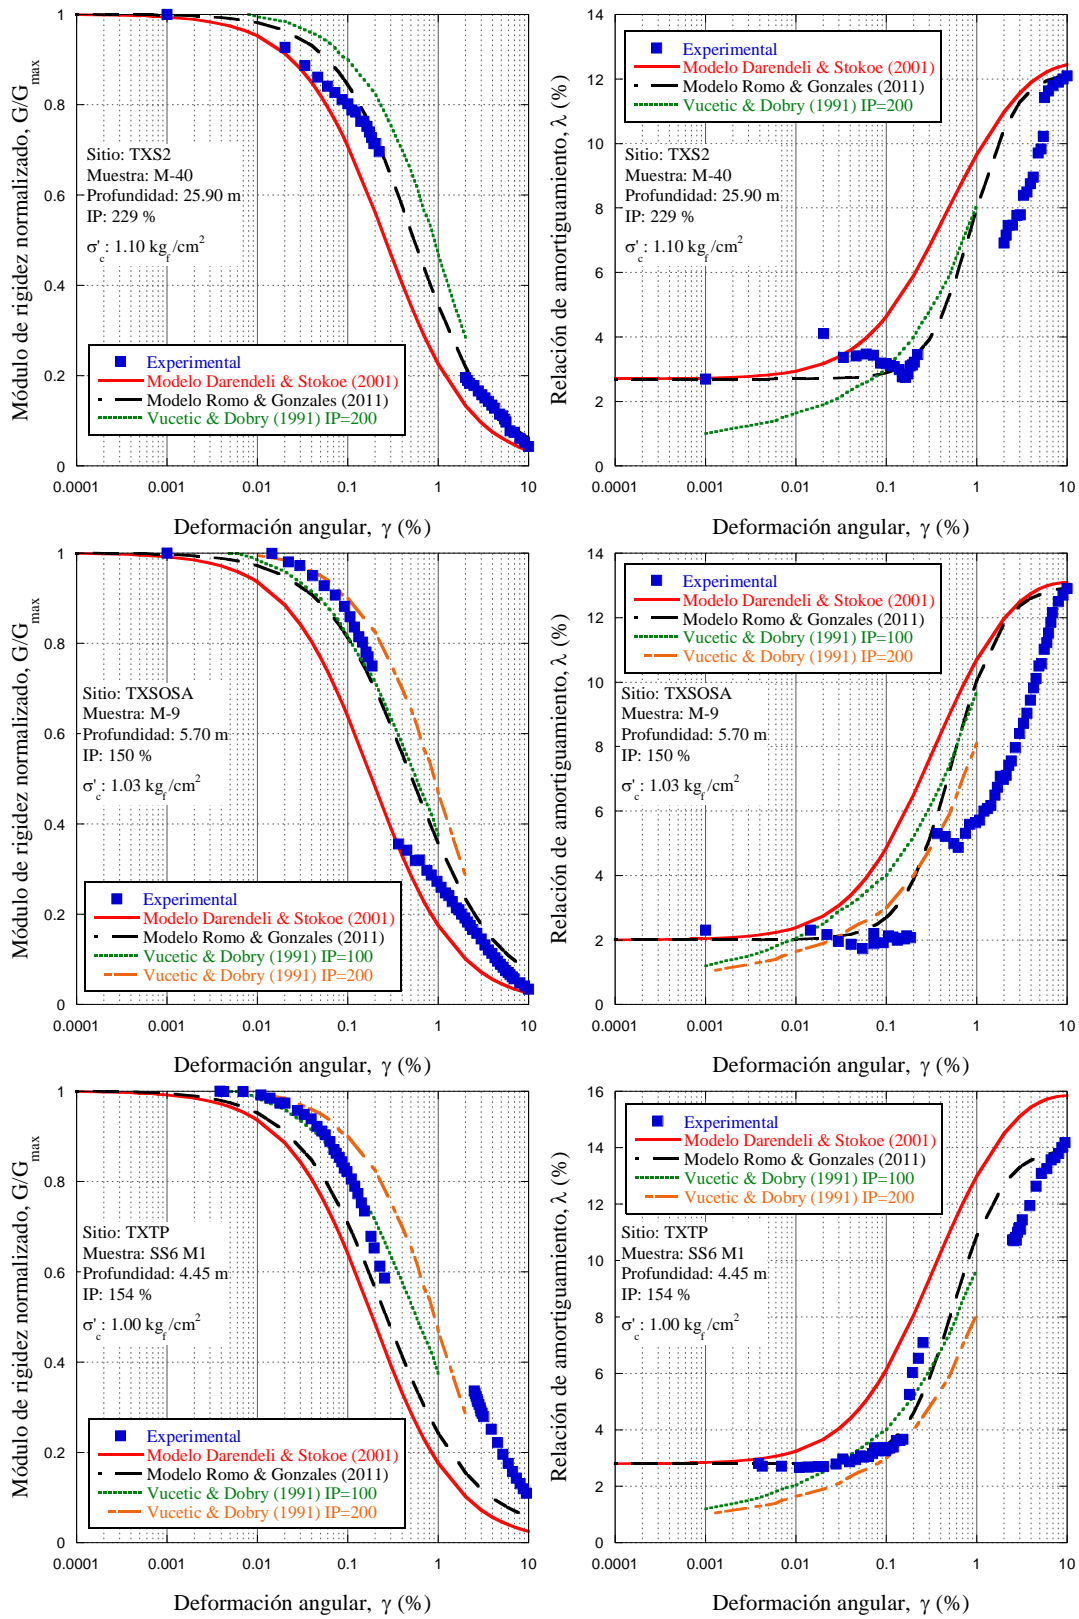 Módulo de rigidez normalizado, G/Gmax
1
0.8
0.6
0.4
0.2
0
Sitio: TXS2
Muestra: M-40
Profundidad: 25.90 m
IP: 229 %
σ'c : 1.10 kgf/cm²
Experimental
Modelo Darendeli & Stokoe (2001)
Modelo Romo & Gonzales (2011)
Vucetic & Dobry (1991) IP=200
0.0001
0.01
0.1
1
10
Deformación angular, γ (%)
Relación de amortiguamiento, λ (%)
14
12
10
8
6
4
2
0
Experimental
Modelo Darendeli & Stokoe (2001)
Modelo Romo & Gonzales (2011)
Vucetic & Dobry (1991) IP=200
Sitio: TXS2
Muestra: M-40
Profundidad: 25.90 m
IP: 229 %
σ'c : 1.10 kgf/cm²
0.0001
0.01
0.1
1
10
Deformación angular, γ (%)
Módulo de rigidez normalizado, G/Gmax
1
0.8
0.6
0.4
0.2
0
Sitio: TXSOSA
Muestra: M-9
Profundidad: 5.70 m
IP: 150 %
σ'c : 1.03 kgf/cm²
Experimental
Modelo Darendeli & Stokoe (2001)
Modelo Romo & Gonzales (2011)
Vucetic & Dobry (1991) IP=100
Vucetic & Dobry (1991) IP=200
0.0001
0.01
0.1
1
10
Deformación angular, γ (%)
Relación de amortiguamiento, λ (%)
14
12
10
8
6
4
2
0
Experimental
Modelo Darendeli & Stokoe (2001)
Modelo Romo & Gonzales (2011)
Vucetic & Dobry (1991) IP=100
Vucetic & Dobry (1991) IP=200
Sitio: TXSOSA
Muestra: M-9
Profundidad: 5.70 m
IP: 150 %
σ'c : 1.03 kgf/cm²
0.0001
0.01
0.1
1
10
Deformación angular, γ (%)
Módulo de rigidez normalizado, G/Gmax
1
0.8
0.6
0.4
0.2
0
Sitio: TXTP
Muestra: SS6 M1
Profundidad: 4.45 m
IP: 154 %
σ'c : 1.00 kgf/cm²
Experimental
Modelo Darendeli & Stokoe (2001)
Modelo Romo & Gonzales (2011)
Vucetic & Dobry (1991) IP=100
Vucetic & Dobry (1991) IP=200
0.0001
0.01
0.1
1
10
Deformación angular, γ (%)
Relación de amortiguamiento, λ (%)
16
14
12
10
8
6
4
2
0
Experimental
Modelo Darendeli & Stokoe (2001)
Modelo Romo & Gonzales (2011)
Vucetic & Dobry (1991) IP=100
Vucetic & Dobry (1991) IP=200
Sitio: TXTP
Muestra: SS6 M1
Profundidad: 4.45 m
IP: 154 %
σ'c : 1.00 kgf/cm²
0.0001
0.01
0.1
1
10
Deformación angular, γ (%)